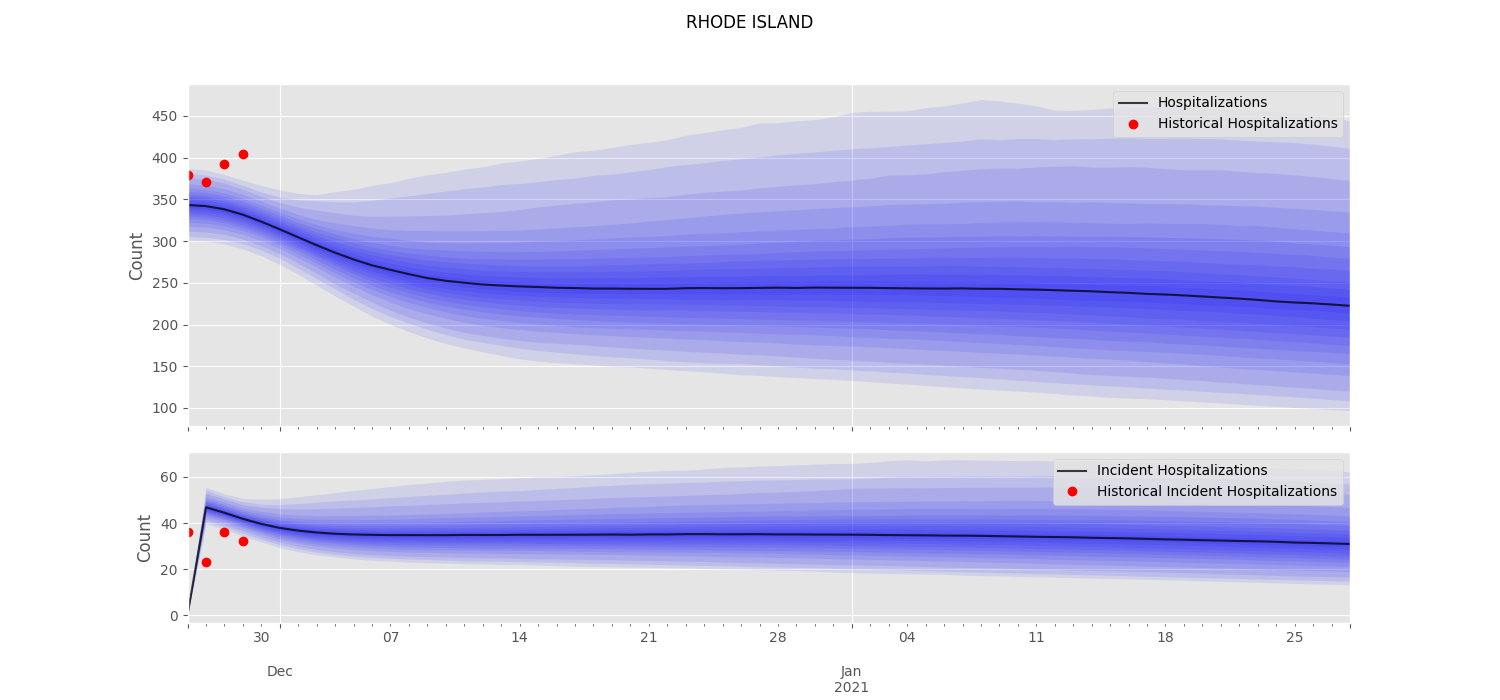 RHODE ISLAND
Hospitalizations
Historical Hospitalizations
Count
450
400
350
300
250
200
150
100
Incident Hospitalizations
Historical Incident Hospitalizations
Count
60
40
20
0
30 07 14 21 28 04 11 18 25
Dec Jan
2021